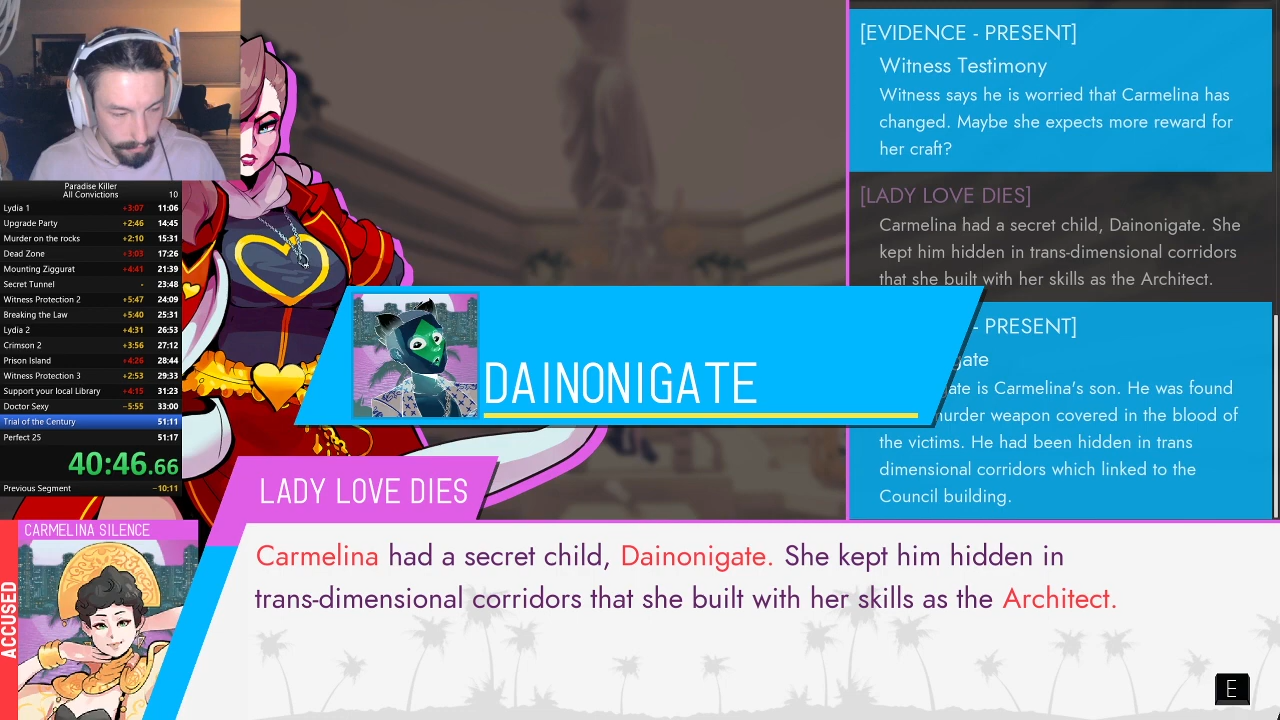 Paradise Killer
All Convictions 10
Lydia 1 +3:07 11:06
Upgrade Party +2:46 14:45
Murder on the rocks +2:10 15:31
Dead Zone +3:03 17:26
Mounting Ziggurat +4:41 21:39
Secret Tunnel - 23:48
Witness Protection 2 +5:47 24:09
Breaking the Law +5:40 25:31
Lydia 2 +4:31 26:53
Crimson 2 +3:56 27:12
Prison Island +4:26 28:44
Witness Protection 3 +2:53 29:33
Support your local Library +4:15 31:23
Doctor Sexy −5:55 33:00
Trial of the Century 51:11
Perfect 25 51:17
40:46.66
Previous Segment −10:11
[EVIDENCE - PRESENT]
Witness Testimony
Witness says he is worried that Carmelina has
changed. Maybe she expects more reward for
her craft?
[LADY LOVE DIES]
Carmelina had a secret child, Dainonigate. She
kept him hidden in trans-dimensional corridors
that she built with her skills as the Architect.
- PRESENT]
gate
ate is Carmelina's son. He was found
urder weapon covered in the blood of
the victims. He had been hidden in trans
dimensional corridors which linked to the
Council building.
DAINONIGATE
LADY LOVE DIES
Carmelina had a secret child, Dainonigate. She kept him hidden in
trans-dimensional corridors that she built with her skills as the Architect.
E
CARMELINA SILENCE
ACCUSED